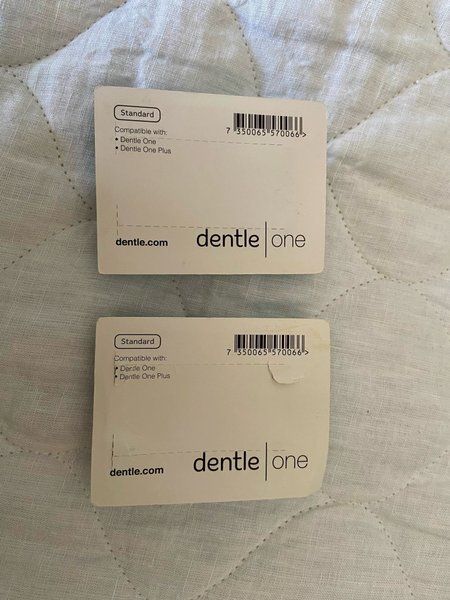 Standard
Compatible with:
• Dentle One
• Dentle One Plus
7 350065 570066 >
dentle.com
dentle | one
Standard
Compatible with:
• Dentle One
• Dentle One Plus
7 350065 570066 >
dentle.com
dentle | one